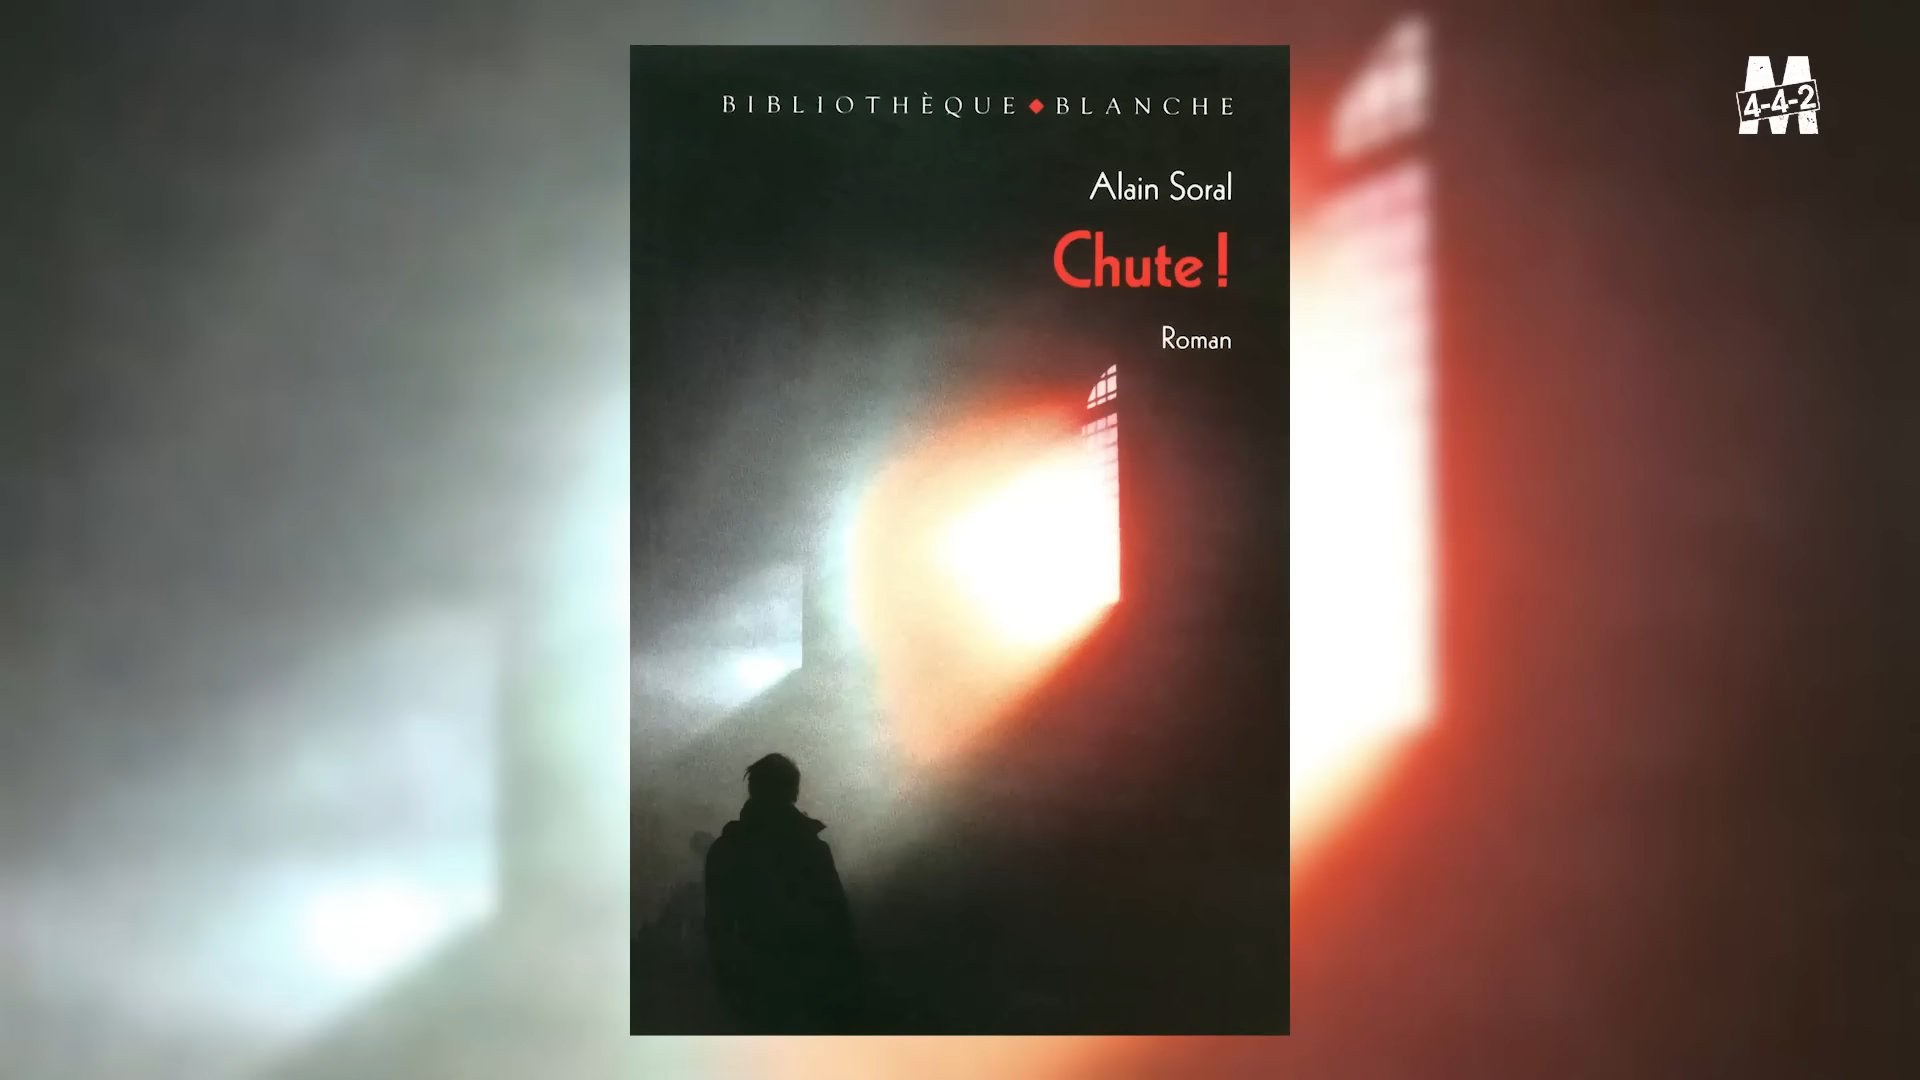 BIBLIOTHÈQUE◆BLANCHE
Alain Soral
Chute !
Roman
M
4-4-2